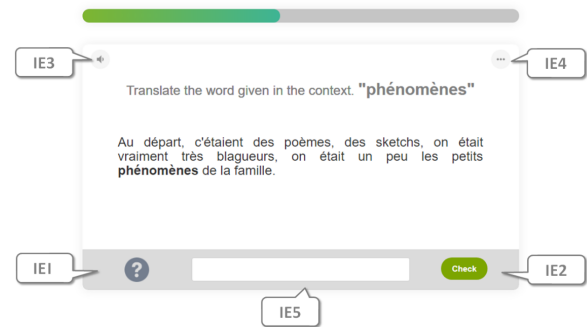 IE3
IE4
Translate the word given in the context. "phénomènes"
Au départ, c'étaient des poèmes, des sketchs, on était
vraiment très blagueurs, on était un peu les petits
phénomènes de la famille.
IE1
?
Check
IE2
IE5